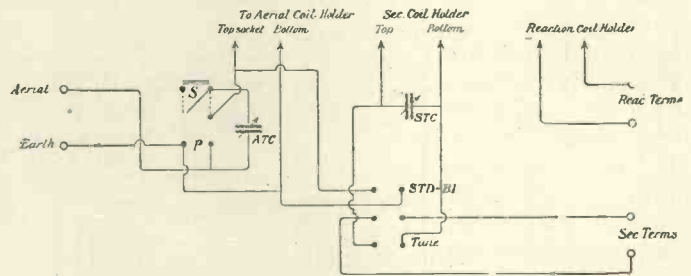 To Aerial Coil Holder
Top socket Bottom
Sec. Coil Holder
Top Bottom
Reaction Coil Holder
Aerial
S
Reac Terms
STC
ATC
Earth
P
STD-BI
Tune
Sec Terms